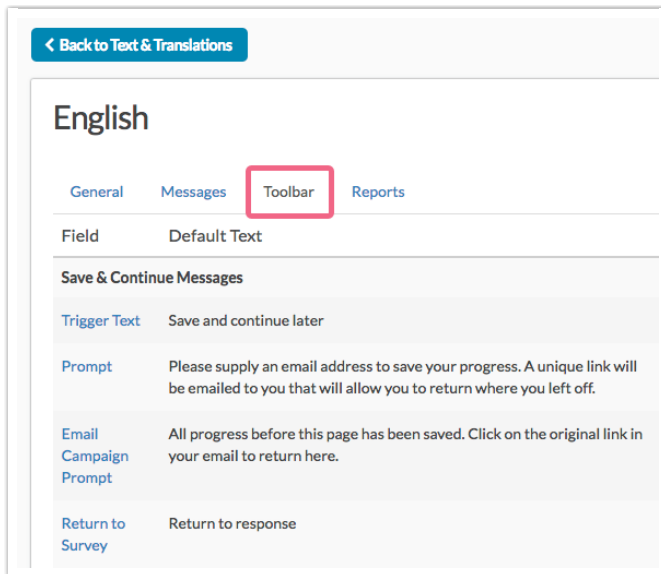 Back to Text & Translations
English
General Messages Toolbar Reports
Field Default Text
Save & Continue Messages
Trigger Text Save and continue later
Prompt Please supply an email address to save your progress. A unique link will
be emailed to you that will allow you to return where you left off.
Email All progress before this page has been saved. Click on the original link in
Campaign your email to return here.
Prompt
Return to Return to response
Survey